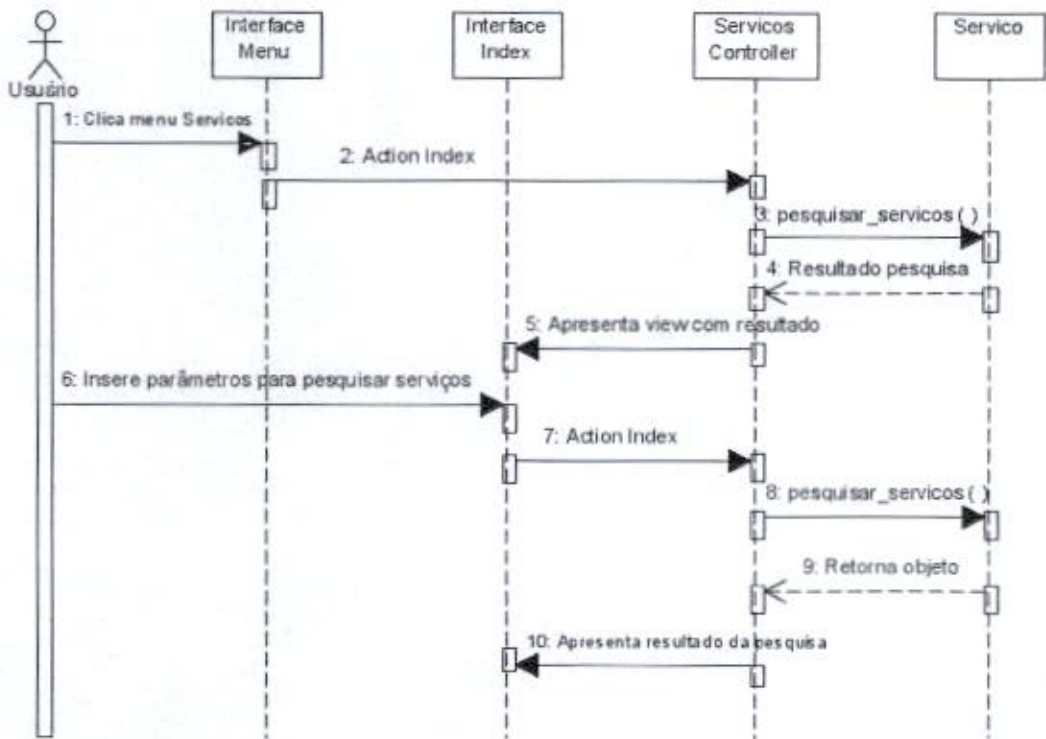 Interface
Menu
Interface
Index
Servicos
Controller
Servico
Usuário
1: Clica menu Servicos
2: Action Index
3: pesquisar_servicos ( )
4: Resultado pesquisa
5: Apresenta view com resultado
6: Insere parâmetros para pesquisar serviços
7: Action Index
8: pesquisar_servicos ( )
9: Retorna objeto
10: Apresenta resultado da pesquisa